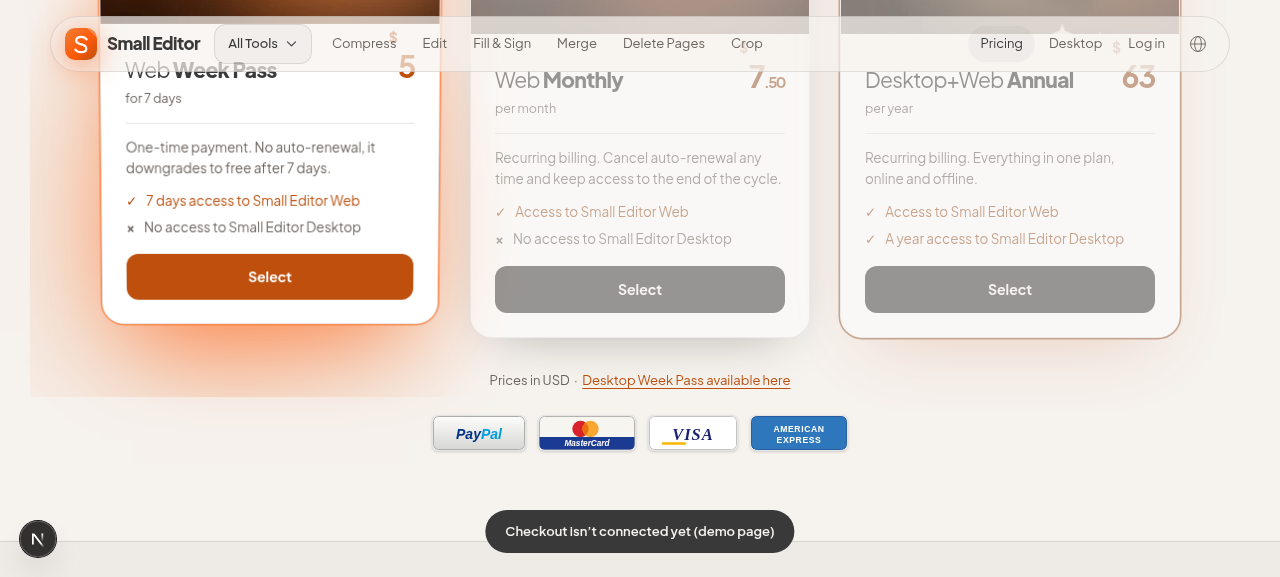 S Small Editor
All Tools
Compress
Edit
Fill & Sign
Merge
Delete Pages
Crop
Pricing
Desktop
Log in
Web Week Pass
$5
for 7 days
One-time payment. No auto-renewal, it
downgrades to free after 7 days.
✓ 7 days access to Small Editor Web
× No access to Small Editor Desktop
Select
Web Monthly
$7.50
per month
Recurring billing. Cancel auto-renewal any
time and keep access to the end of the cycle.
✓ Access to Small Editor Web
× No access to Small Editor Desktop
Select
Desktop+Web Annual
$63
per year
Recurring billing. Everything in one plan,
online and offline.
✓ Access to Small Editor Web
✓ A year access to Small Editor Desktop
Select
Prices in USD · Desktop Week Pass available here
PayPal
MasterCard
VISA
AMERICAN
EXPRESS
Checkout isn't connected yet (demo page)
N